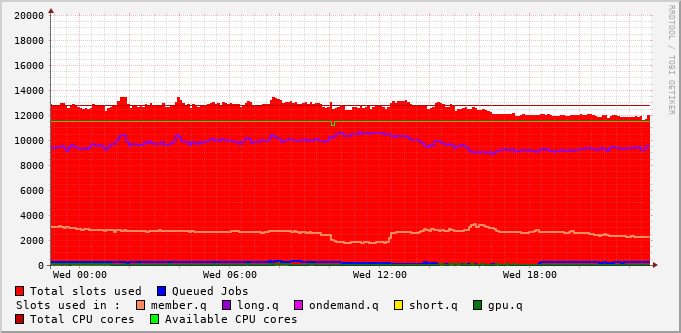 RRDTOOL / TOBI OETIKER
20000
18000
16000
14000
12000
10000
8000
6000
4000
2000
0
Wed 00:00 Wed 06:00 Wed 12:00 Wed 18:00
Total slots used Queued Jobs
Slots used in : member.q long.q ondemand.q short.q gpu.q
Total CPU cores Available CPU cores